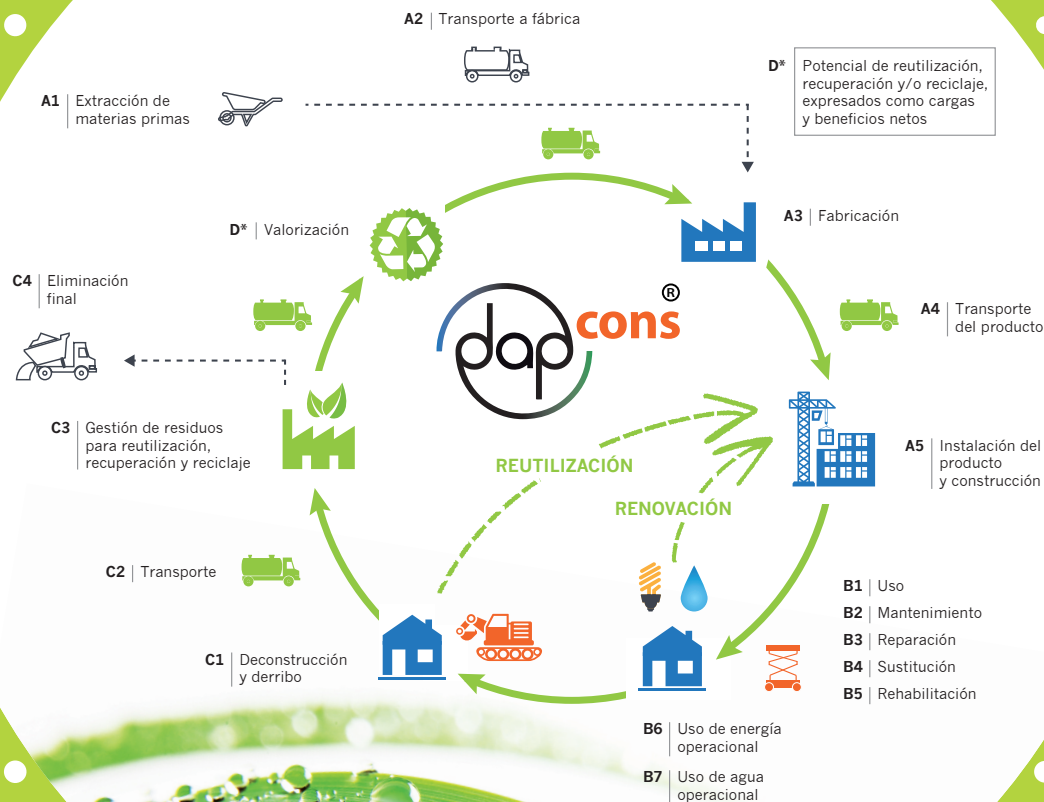 A2 Transporte a fábrica
D* Potencial de reutilización,
recuperación y/o reciclaje,
expresados como cargas
y beneficios netos
A1 Extracción de
materias primas
D* Valorización
A3 Fabricación
C4 Eliminación
final
dap cons ®
A4 Transporte
del producto
C3 Gestión de residuos
para reutilización,
recuperación y reciclaje
REUTILIZACIÓN
A5 Instalación del
producto
y construcción
RENOVACIÓN
C2 Transporte
B1 Uso
B2 Mantenimiento
B3 Reparación
B4 Sustitución
B5 Rehabilitación
C1 Deconstrucción
y derribo
B6 Uso de energía
operacional
B7 Uso de agua
operacional